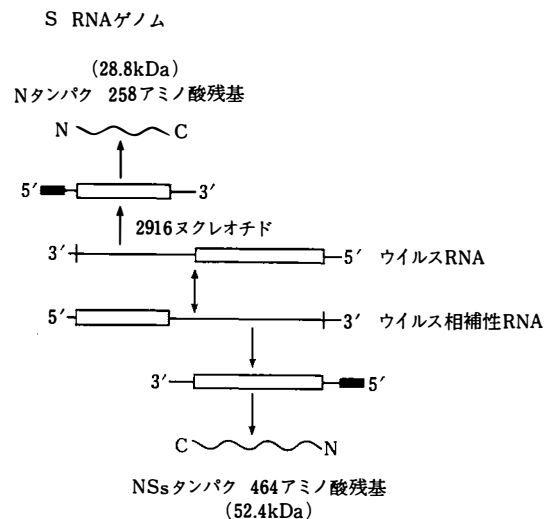 S RNAゲノム
(28.8kDa)
Nタンパク 258アミノ酸残基
N C
5′ 3′
2916ヌクレオチド
3′ 5′ ウイルスRNA
5′ 3′ ウイルス相補性RNA
3′ 5′
C N
NSsタンパク 464アミノ酸残基
(52.4kDa)